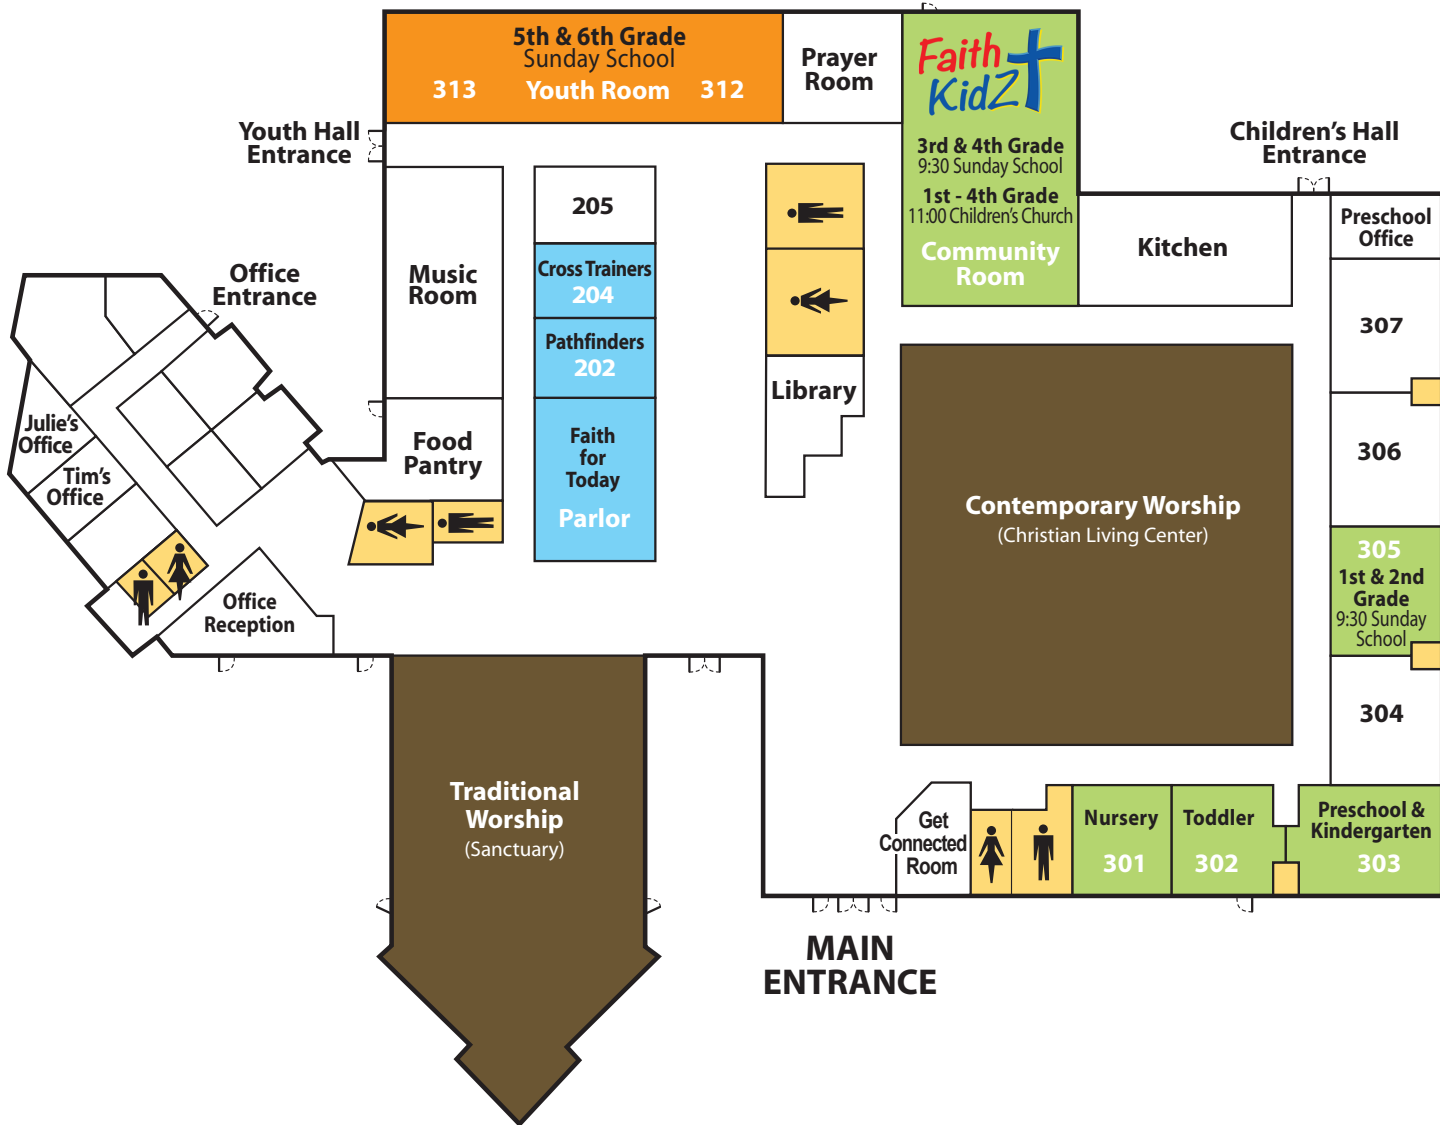 5th & 6th Grade
Sunday School
313 Youth Room 312
Prayer
Room
Faith
KidZ
3rd & 4th Grade
9:30 Sunday School
1st - 4th Grade
11:00 Children's Church
Community
Room
Youth Hall
Entrance
Children's Hall
Entrance
205
Cross Trainers
204
Pathfinders
202
Faith
for
Today
Parlor
Music
Room
Kitchen
Preschool
Office
Office
Entrance
307
Library
Julie's
Office
Tim's
Office
Food
Pantry
306
Contemporary Worship
(Christian Living Center)
305
1st & 2nd
Grade
9:30 Sunday
School
Office
Reception
304
Traditional
Worship
(Sanctuary)
Get
Connected
Room
Nursery
301
Toddler
302
Preschool &
Kindergarten
303
MAIN
ENTRANCE